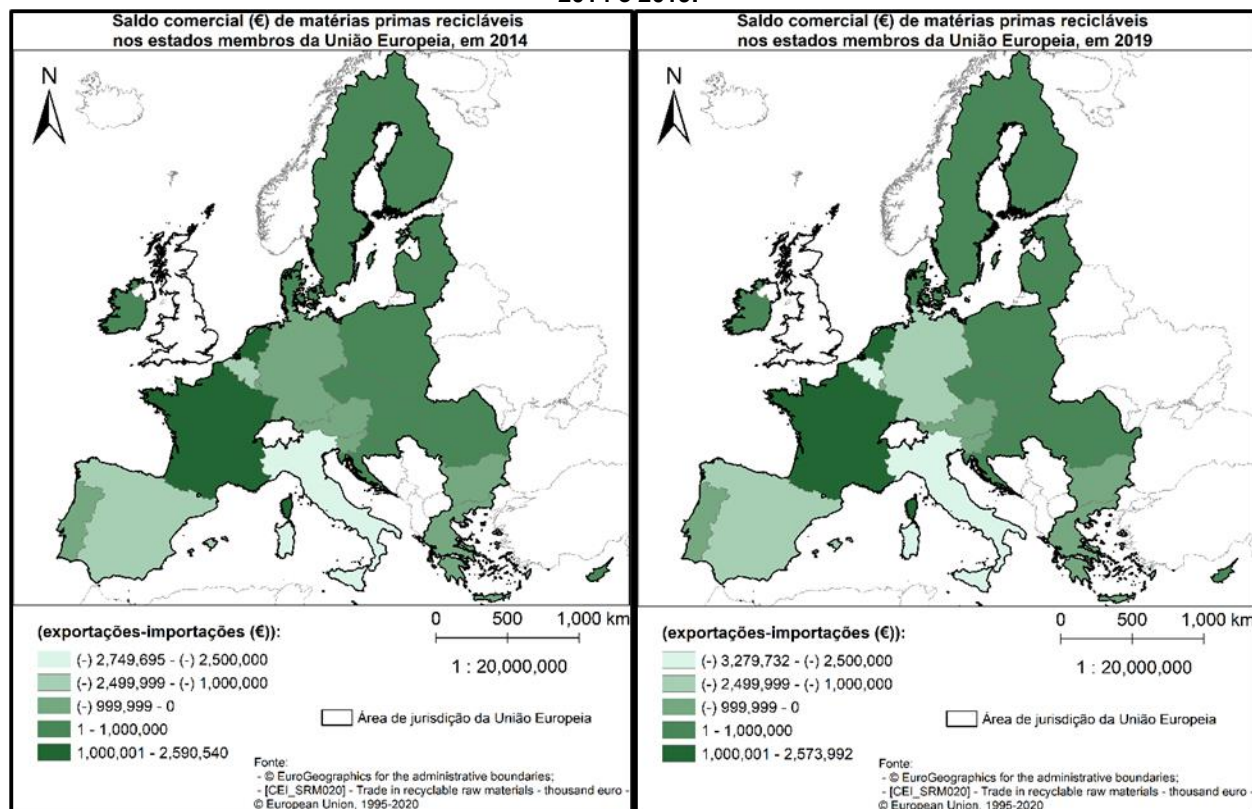 2014 e 2019.
Saldo comercial (€) de matérias primas recicláveis
nos estados membros da União Europeia, em 2014
N
(exportações-importações (€)):
(-) 2,749,695 - (-) 2,500,000
(-) 2,499,999 - (-) 1,000,000
(-) 999,999 - 0
1 - 1,000,000
1,000,001 - 2,590,540
0 500 1,000 km
1 : 20,000,000
Área de jurisdição da União Europeia
Fonte:
- © EuroGeographics for the administrative boundaries;
- [CEI_SRM020] - Trade in recyclable raw materials - thousand euro -
© European Union, 1995-2020
Saldo comercial (€) de matérias primas recicláveis
nos estados membros da União Europeia, em 2019
N
(exportações-importações (€)):
(-) 3,279,732 - (-) 2,500,000
(-) 2,499,999 - (-) 1,000,000
(-) 999,999 - 0
1 - 1,000,000
1,000,001 - 2,573,992
0 500 1,000 km
1 : 20,000,000
Área de jurisdição da União Europeia
Fonte:
- © EuroGeographics for the administrative boundaries;
- [CEI_SRM020] - Trade in recyclable raw materials - thousand euro -
© European Union, 1995-2020